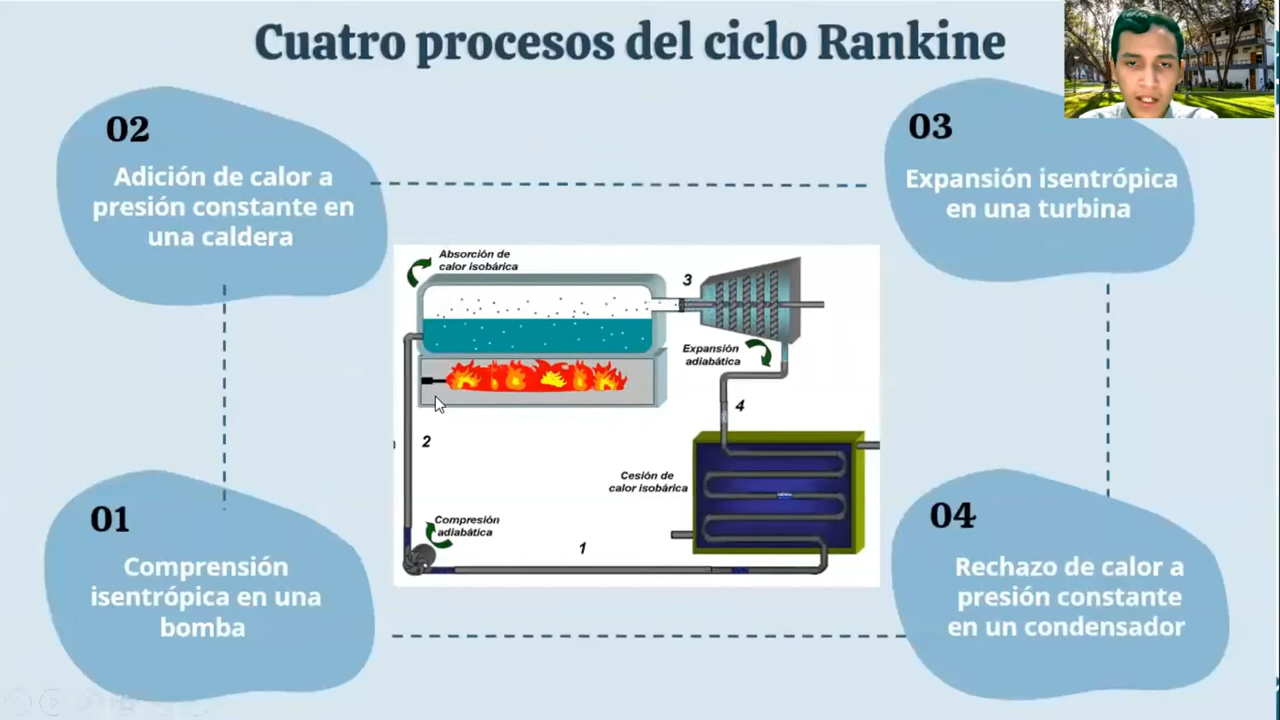 Cuatro procesos del ciclo Rankine
02
Adición de calor a
presión constante en
una caldera
03
Expansión isentrópica
en una turbina
Absorción de
calor isobárica
3
Expansión
adiabática
4
2
Cesión de
calor isobárica
Compresión
adiabática
1
01
Comprensión
isentrópica en una
bomba
04
Rechazo de calor a
presión constante
en un condensador